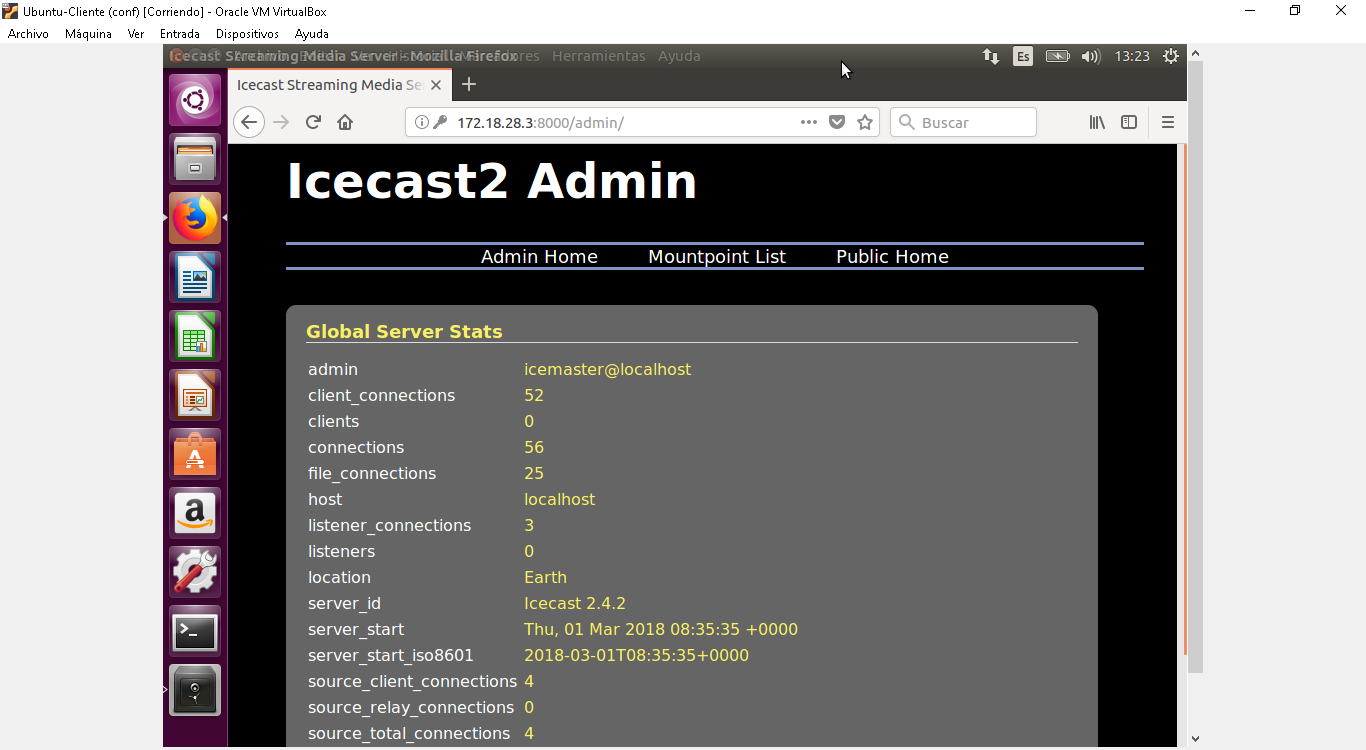 Ubuntu-Cliente (conf) [Corriendo] - Oracle VM VirtualBox
Archivo Máquina Ver Entrada Dispositivos Ayuda
Icecast Streaming Media Server - Mozilla Firefox Herramientas Ayuda
Es 13:23
Icecast Streaming Media Se
172.18.28.3:8000/admin/
Buscar
Icecast2 Admin
Admin Home Mountpoint List Public Home
Global Server Stats
admin icemaster@localhost
client_connections 52
clients 0
connections 56
file_connections 25
host localhost
listener_connections 3
listeners 0
location Earth
server_id Icecast 2.4.2
server_start Thu, 01 Mar 2018 08:35:35 +0000
server_start_iso8601 2018-03-01T08:35:35+0000
source_client_connections 4
source_relay_connections 0
source_total_connections 4